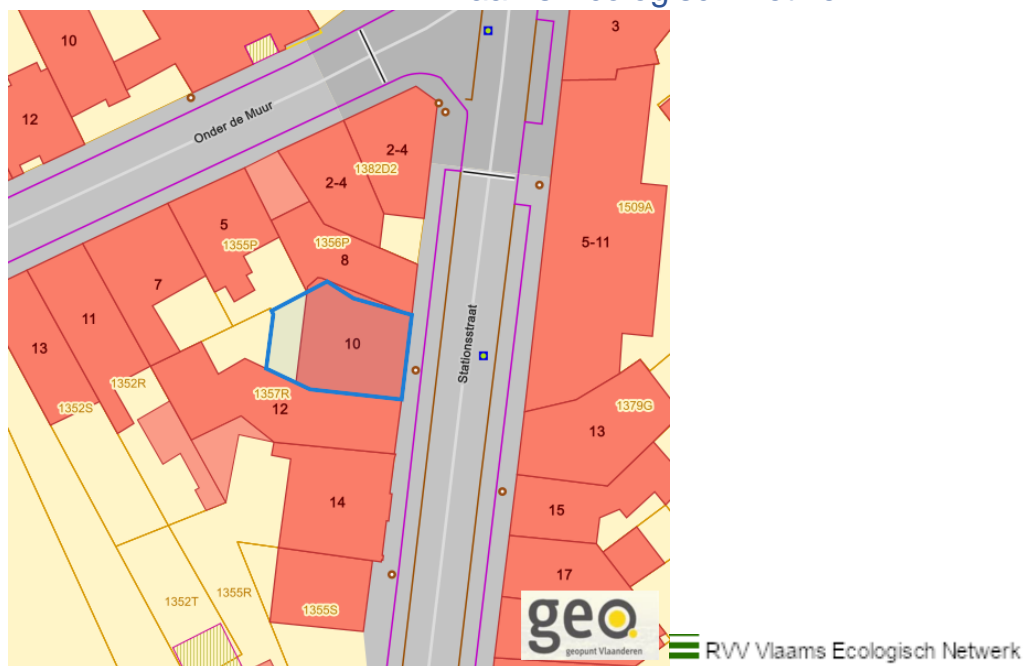 10
3
12
Onder de Muur
2-4
1382D2
2-4
1509A
5
1355P
1356P
8
5-11
7
11
10
Stationsstraat
13
1352R
1357R
12
1352S
1379G
13
14
15
17
1352T
1355R
1355S
geo.
geopunt Vlaanderen
RVV Vlaams Ecologisch Netwerk